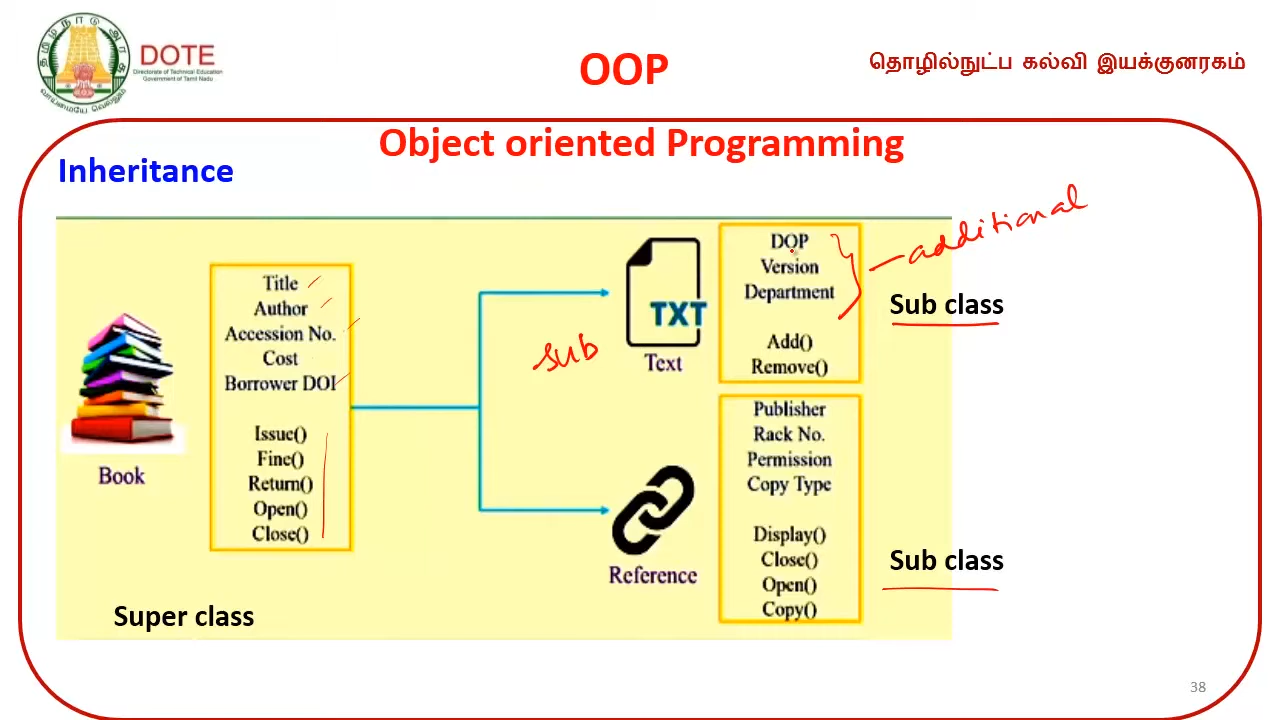 தமிழ்நாடு அரசு
வாய்மையே வெல்லும்
DOTE
Directorate of Technical Education
Government of Tamil Nadu
OOP
தொழில்நுட்ப கல்வி இயக்குனரகம்
Object oriented Programming
Inheritance
Book
Title
Author
Accession No.
Cost
Borrower DOI
Issue()
Fine()
Return()
Open()
Close()
Super class
sub
TXT
Text
DOP
Version
Department
Add()
Remove()
additional
Sub class
Reference
Publisher
Rack No.
Permission
Copy Type
Display()
Close()
Open()
Copy()
Sub class
38